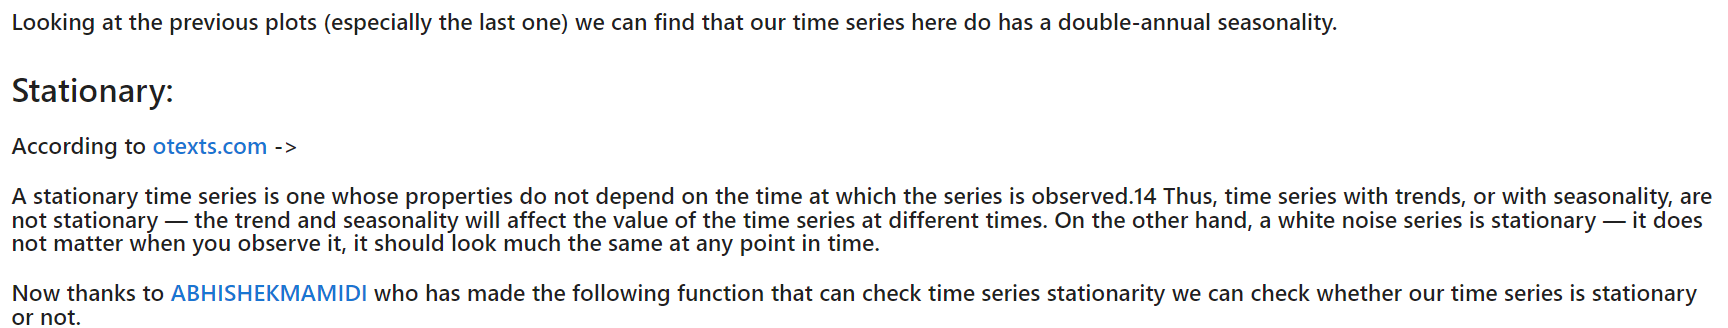 Looking at the previous plots (especially the last one) we can find that our time series here do has a double-annual seasonality.
Stationary:
According to otexts.com ->
A stationary time series is one whose properties do not depend on the time at which the series is observed.14 Thus, time series with trends, or with seasonality, are
not stationary — the trend and seasonality will affect the value of the time series at different times. On the other hand, a white noise series is stationary — it does
not matter when you observe it, it should look much the same at any point in time.
Now thanks to ABHISHEKMAMIDI who has made the following function that can check time series stationarity we can check whether our time series is stationary
or not.